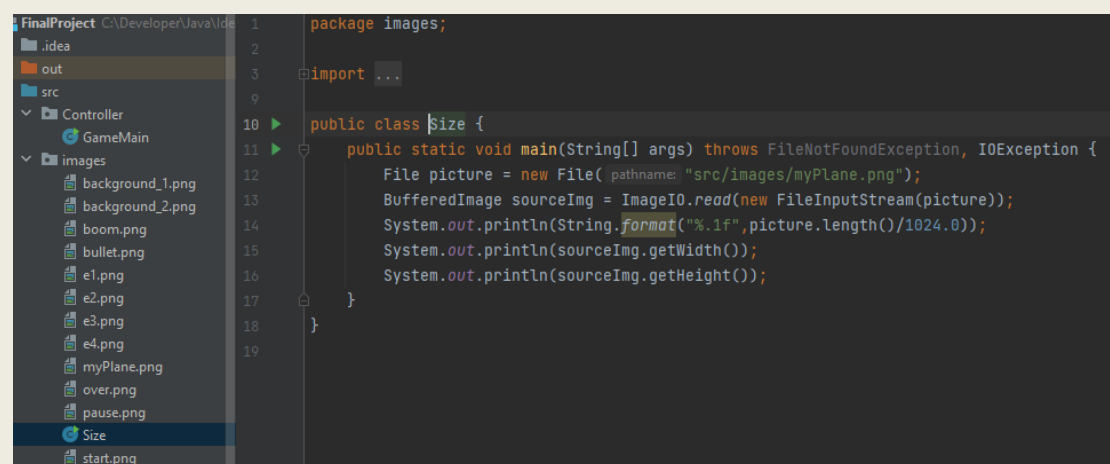 FinalProject C:\Developer\Java\Ide
.idea
out
src
Controller
GameMain
images
background_1.png
background_2.png
boom.png
bullet.png
e1.png
e2.png
e3.png
e4.png
myPlane.png
over.png
pause.png
Size
start.png
1 package images;
2
3 import ...
9
10 public class Size {
11 public static void main(String[] args) throws FileNotFoundException, IOException {
12 File picture = new File( pathname: "src/images/myPlane.png");
13 BufferedImage sourceImg = ImageIO.read(new FileInputStream(picture));
14 System.out.println(String.format("%.1f",picture.length()/1024.0));
15 System.out.println(sourceImg.getWidth());
16 System.out.println(sourceImg.getHeight());
17 }
18 }
19